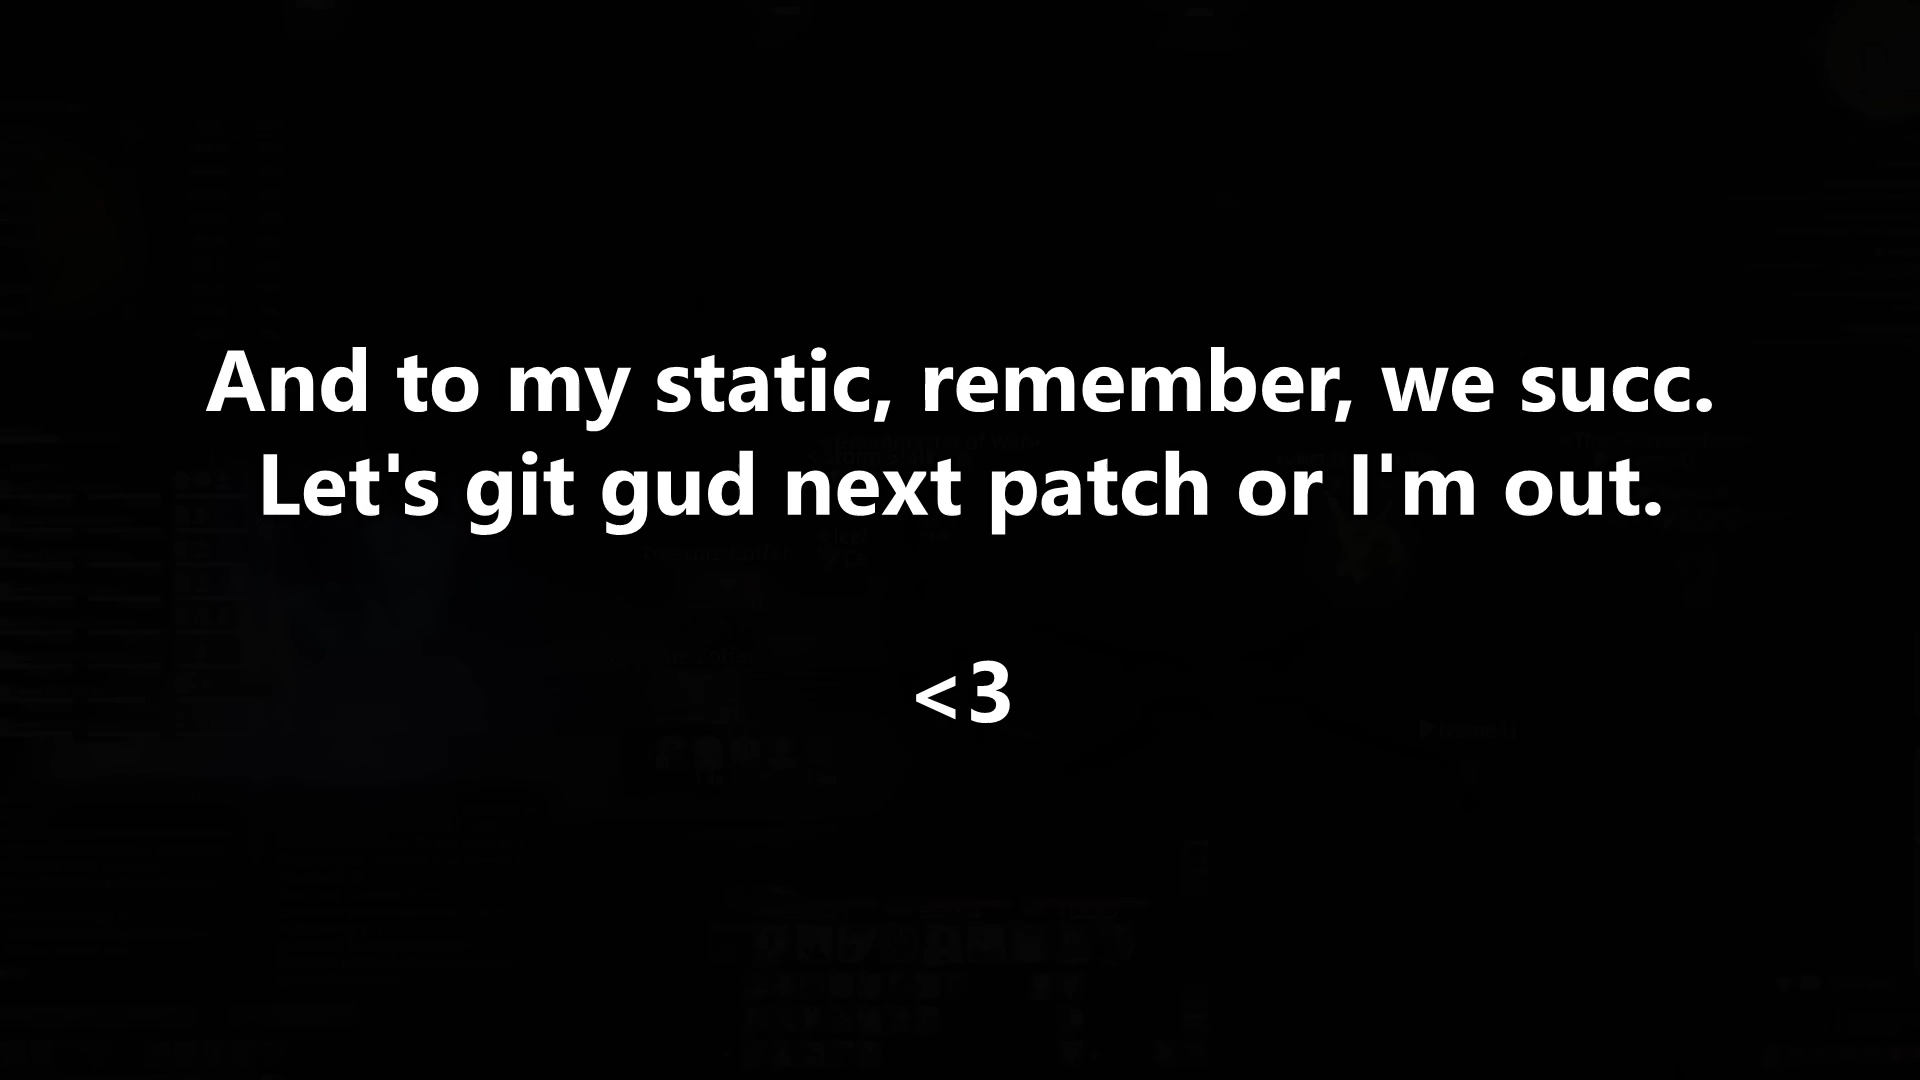 And to my static, remember, we succ.
Let's git gud next patch or I'm out.
<3